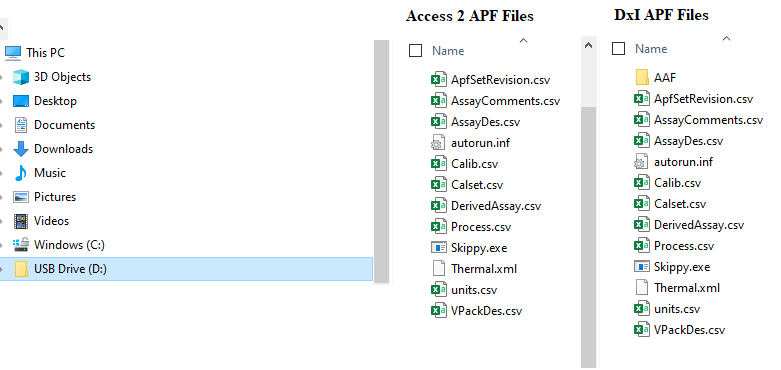 This PC
3D Objects
Desktop
Documents
Downloads
Music
Pictures
Videos
Windows (C:)
USB Drive (D:)
Access 2 APF Files
Name
ApfSetRevision.csv
AssayComments.csv
AssayDes.csv
autorun.inf
Calib.csv
Calset.csv
DerivedAssay.csv
Process.csv
Skippy.exe
Thermal.xml
units.csv
VPackDes.csv
DxI APF Files
Name
AAF
ApfSetRevision.csv
AssayComments.csv
AssayDes.csv
autorun.inf
Calib.csv
Calset.csv
DerivedAssay.csv
Process.csv
Skippy.exe
Thermal.xml
units.csv
VPackDes.csv